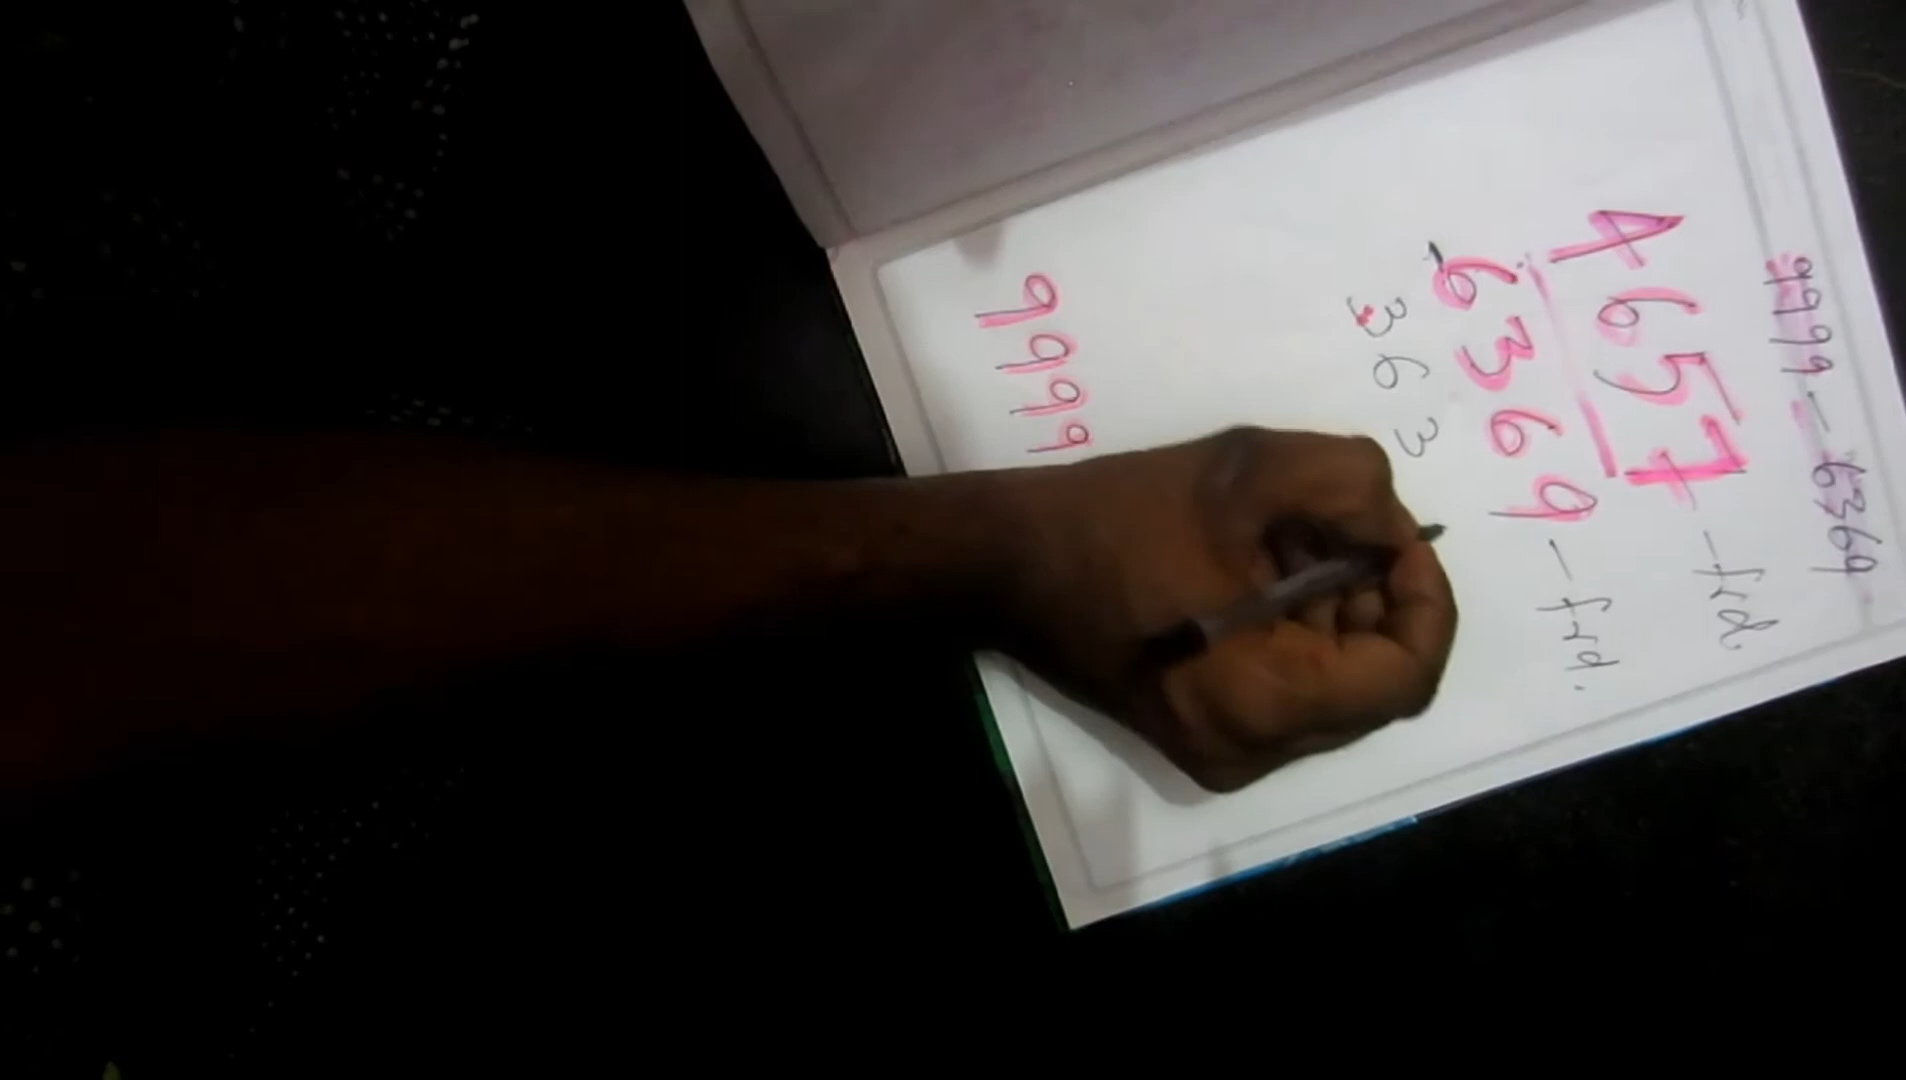 9999 - 6369
4657 - frd.
6369 - frd.
363
9999